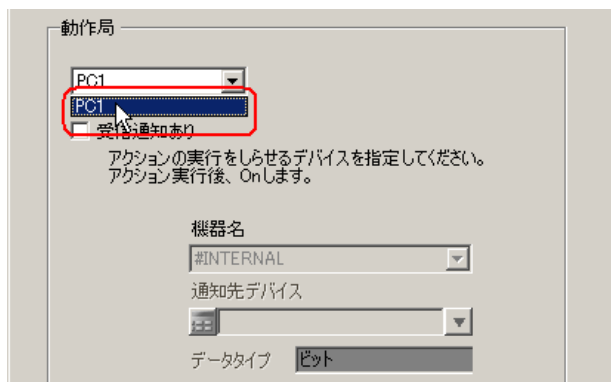 動作局
PC1
PC1
受信通知あり
アクションの実行をしらせるデバイスを指定してください。
アクション実行後、Onします。
機器名
#INTERNAL
通知先デバイス
データタイプ ビット